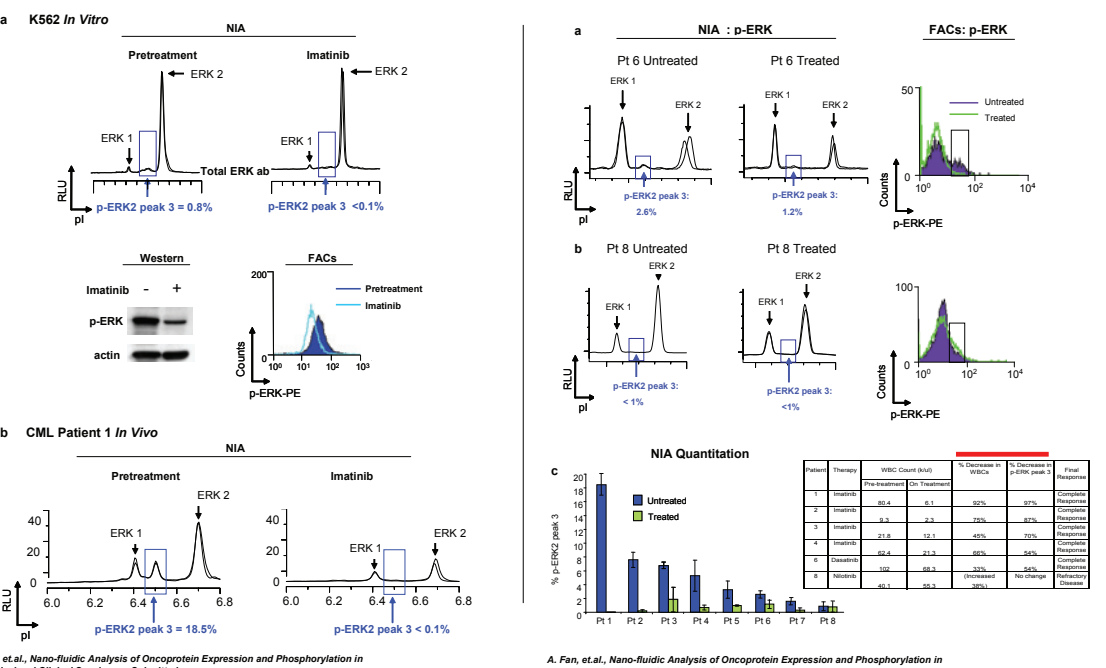 a K562 In Vitro
NIA
Pretreatment
Imatinib
ERK 2
ERK 2
ERK 1
ERK 1
Total ERK ab
RLU
pI
p-ERK2 peak 3 = 0.8%
p-ERK2 peak 3 <0.1%
Western
FACs
Imatinib - +
p-ERK
actin
200
0
Counts
Pretreatment
Imatinib
10⁰ 10¹ 10² 10³
p-ERK-PE
b CML Patient 1 In Vivo
NIA
Pretreatment
Imatinib
ERK 2
ERK 1
40
20
0
6.0 6.2 6.4 6.6 6.8
RLU
pI
p-ERK2 peak 3 = 18.5%
ERK 2
ERK 1
40
20
0
6.0 6.2 6.4 6.6 6.8
p-ERK2 peak 3 < 0.1%
et.al., Nano-fluidic Analysis of Oncoprotein Expression and Phosphorylation in
a
NIA : p-ERK
FACs: p-ERK
Pt 6 Untreated
Pt 6 Treated
ERK 1
ERK 2
ERK 1
ERK 2
RLU
pI
p-ERK2 peak 3:
2.6%
p-ERK2 peak 3:
1.2%
50
0
Counts
Untreated
Treated
10⁰ 10² 10⁴
p-ERK-PE
b
Pt 8 Untreated
Pt 8 Treated
ERK 2
ERK 1
ERK 2
ERK 1
RLU
pI
p-ERK2 peak 3:
< 1%
p-ERK2 peak 3:
<1%
100
0
Counts
10⁰ 10² 10⁴
p-ERK-PE
c
NIA Quantitation
% p-ERK2 peak 3
20
18
16
14
12
10
8
6
4
2
0
Untreated
Treated
Pt 1 Pt 2 Pt 3 Pt 4 Pt 5 Pt 6 Pt 7 Pt 8
Patient Therapy WBC Count (k/ul) % Decrease in WBCs % Decrease in p-ERK peak 3 Final Response
Pre-treatment On Treatment
1 Imatinib 60.4 6.1 92% 97% Complete Response
2 Imatinib 9.3 2.3 75% 87% Complete Response
3 Imatinib 21.8 12.1 45% 70% Complete Response
4 Imatinib 62.4 21.3 66% 54% Complete Response
6 Dasatinib 102 68.3 33% 54% Complete Response
8 Nilotinib 40.1 55.3 (Increased 38%) No change Refractory Disease
A. Fan, et.al., Nano-fluidic Analysis of Oncoprotein Expression and Phosphorylation in